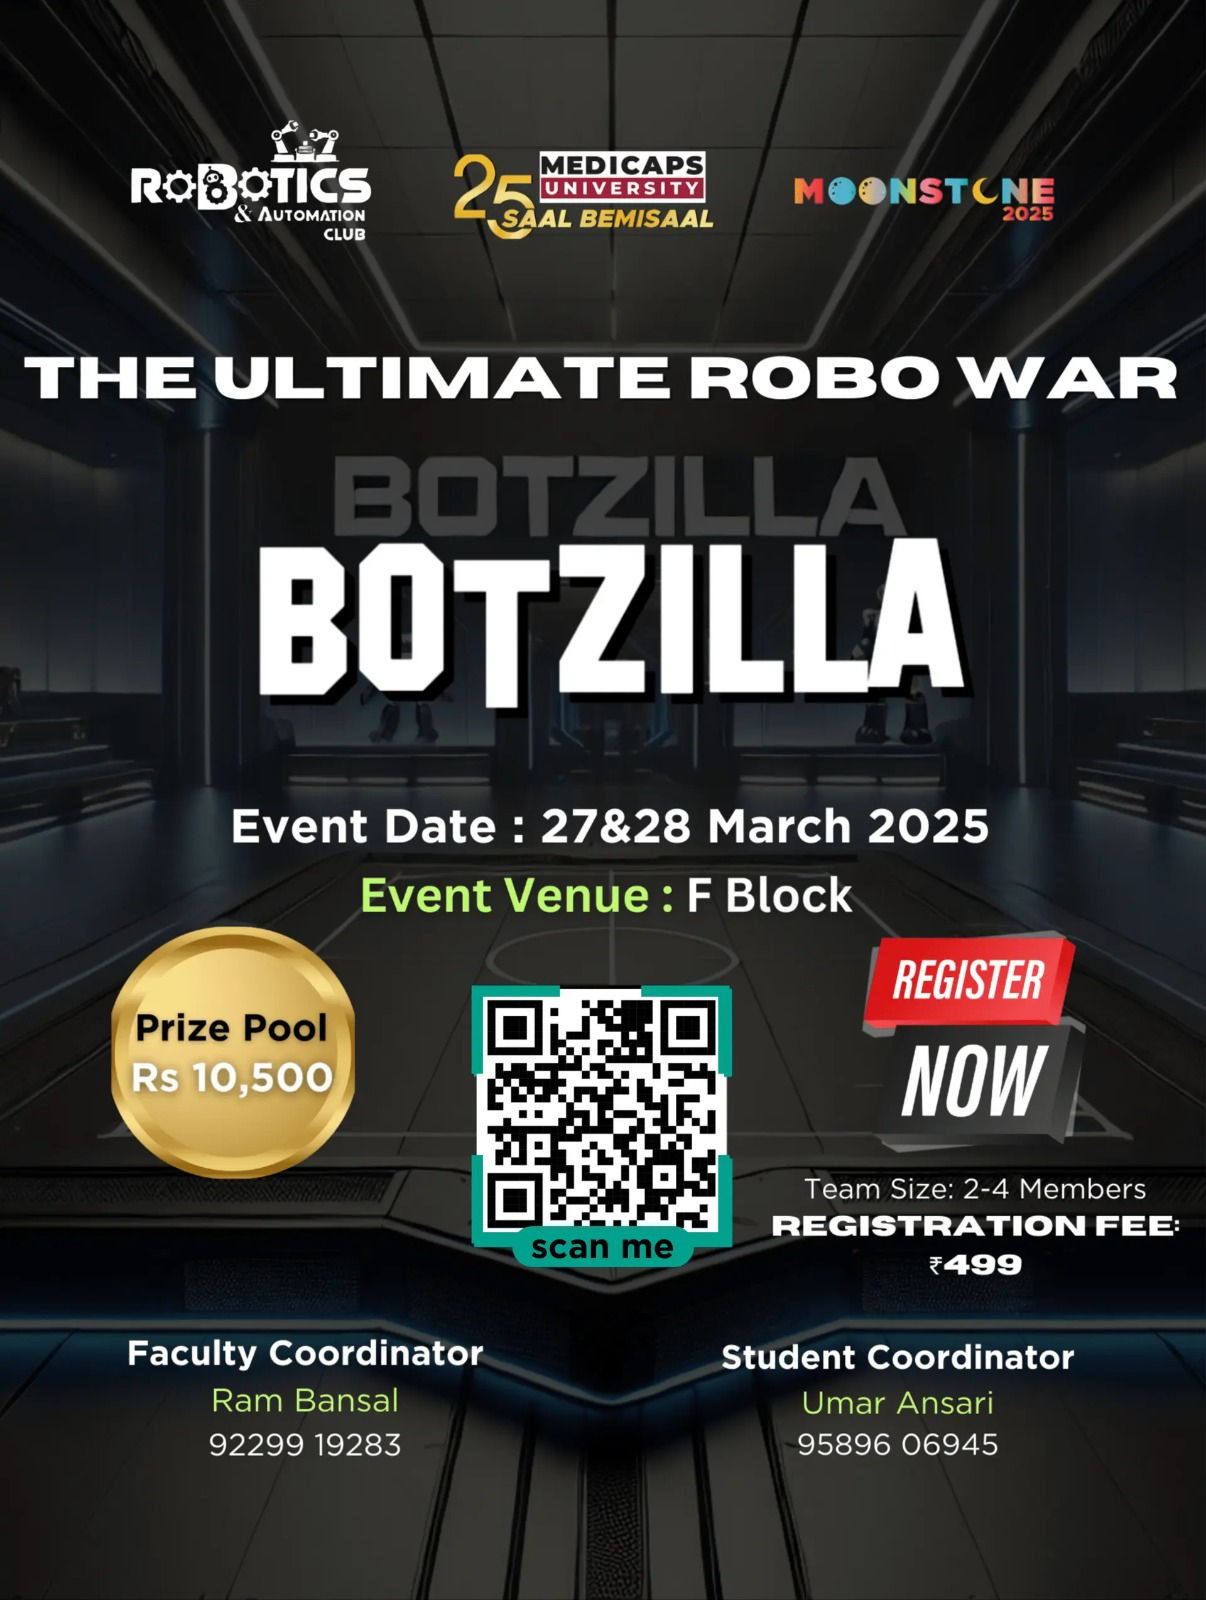 ROBOTICS
& AUTOMATION
CLUB
25 MEDICAPS
UNIVERSITY
SAAL BEMISAAL
MOONSTONE
2025
THE ULTIMATE ROBO WAR
BOTZILLA
BOTZILLA
Event Date : 27&28 March 2025
Event Venue : F Block
Prize Pool
Rs 10,500
scan me
REGISTER
NOW
Team Size: 2-4 Members
REGISTRATION FEE:
₹499
Faculty Coordinator
Ram Bansal
92299 19283
Student Coordinator
Umar Ansari
95896 06945